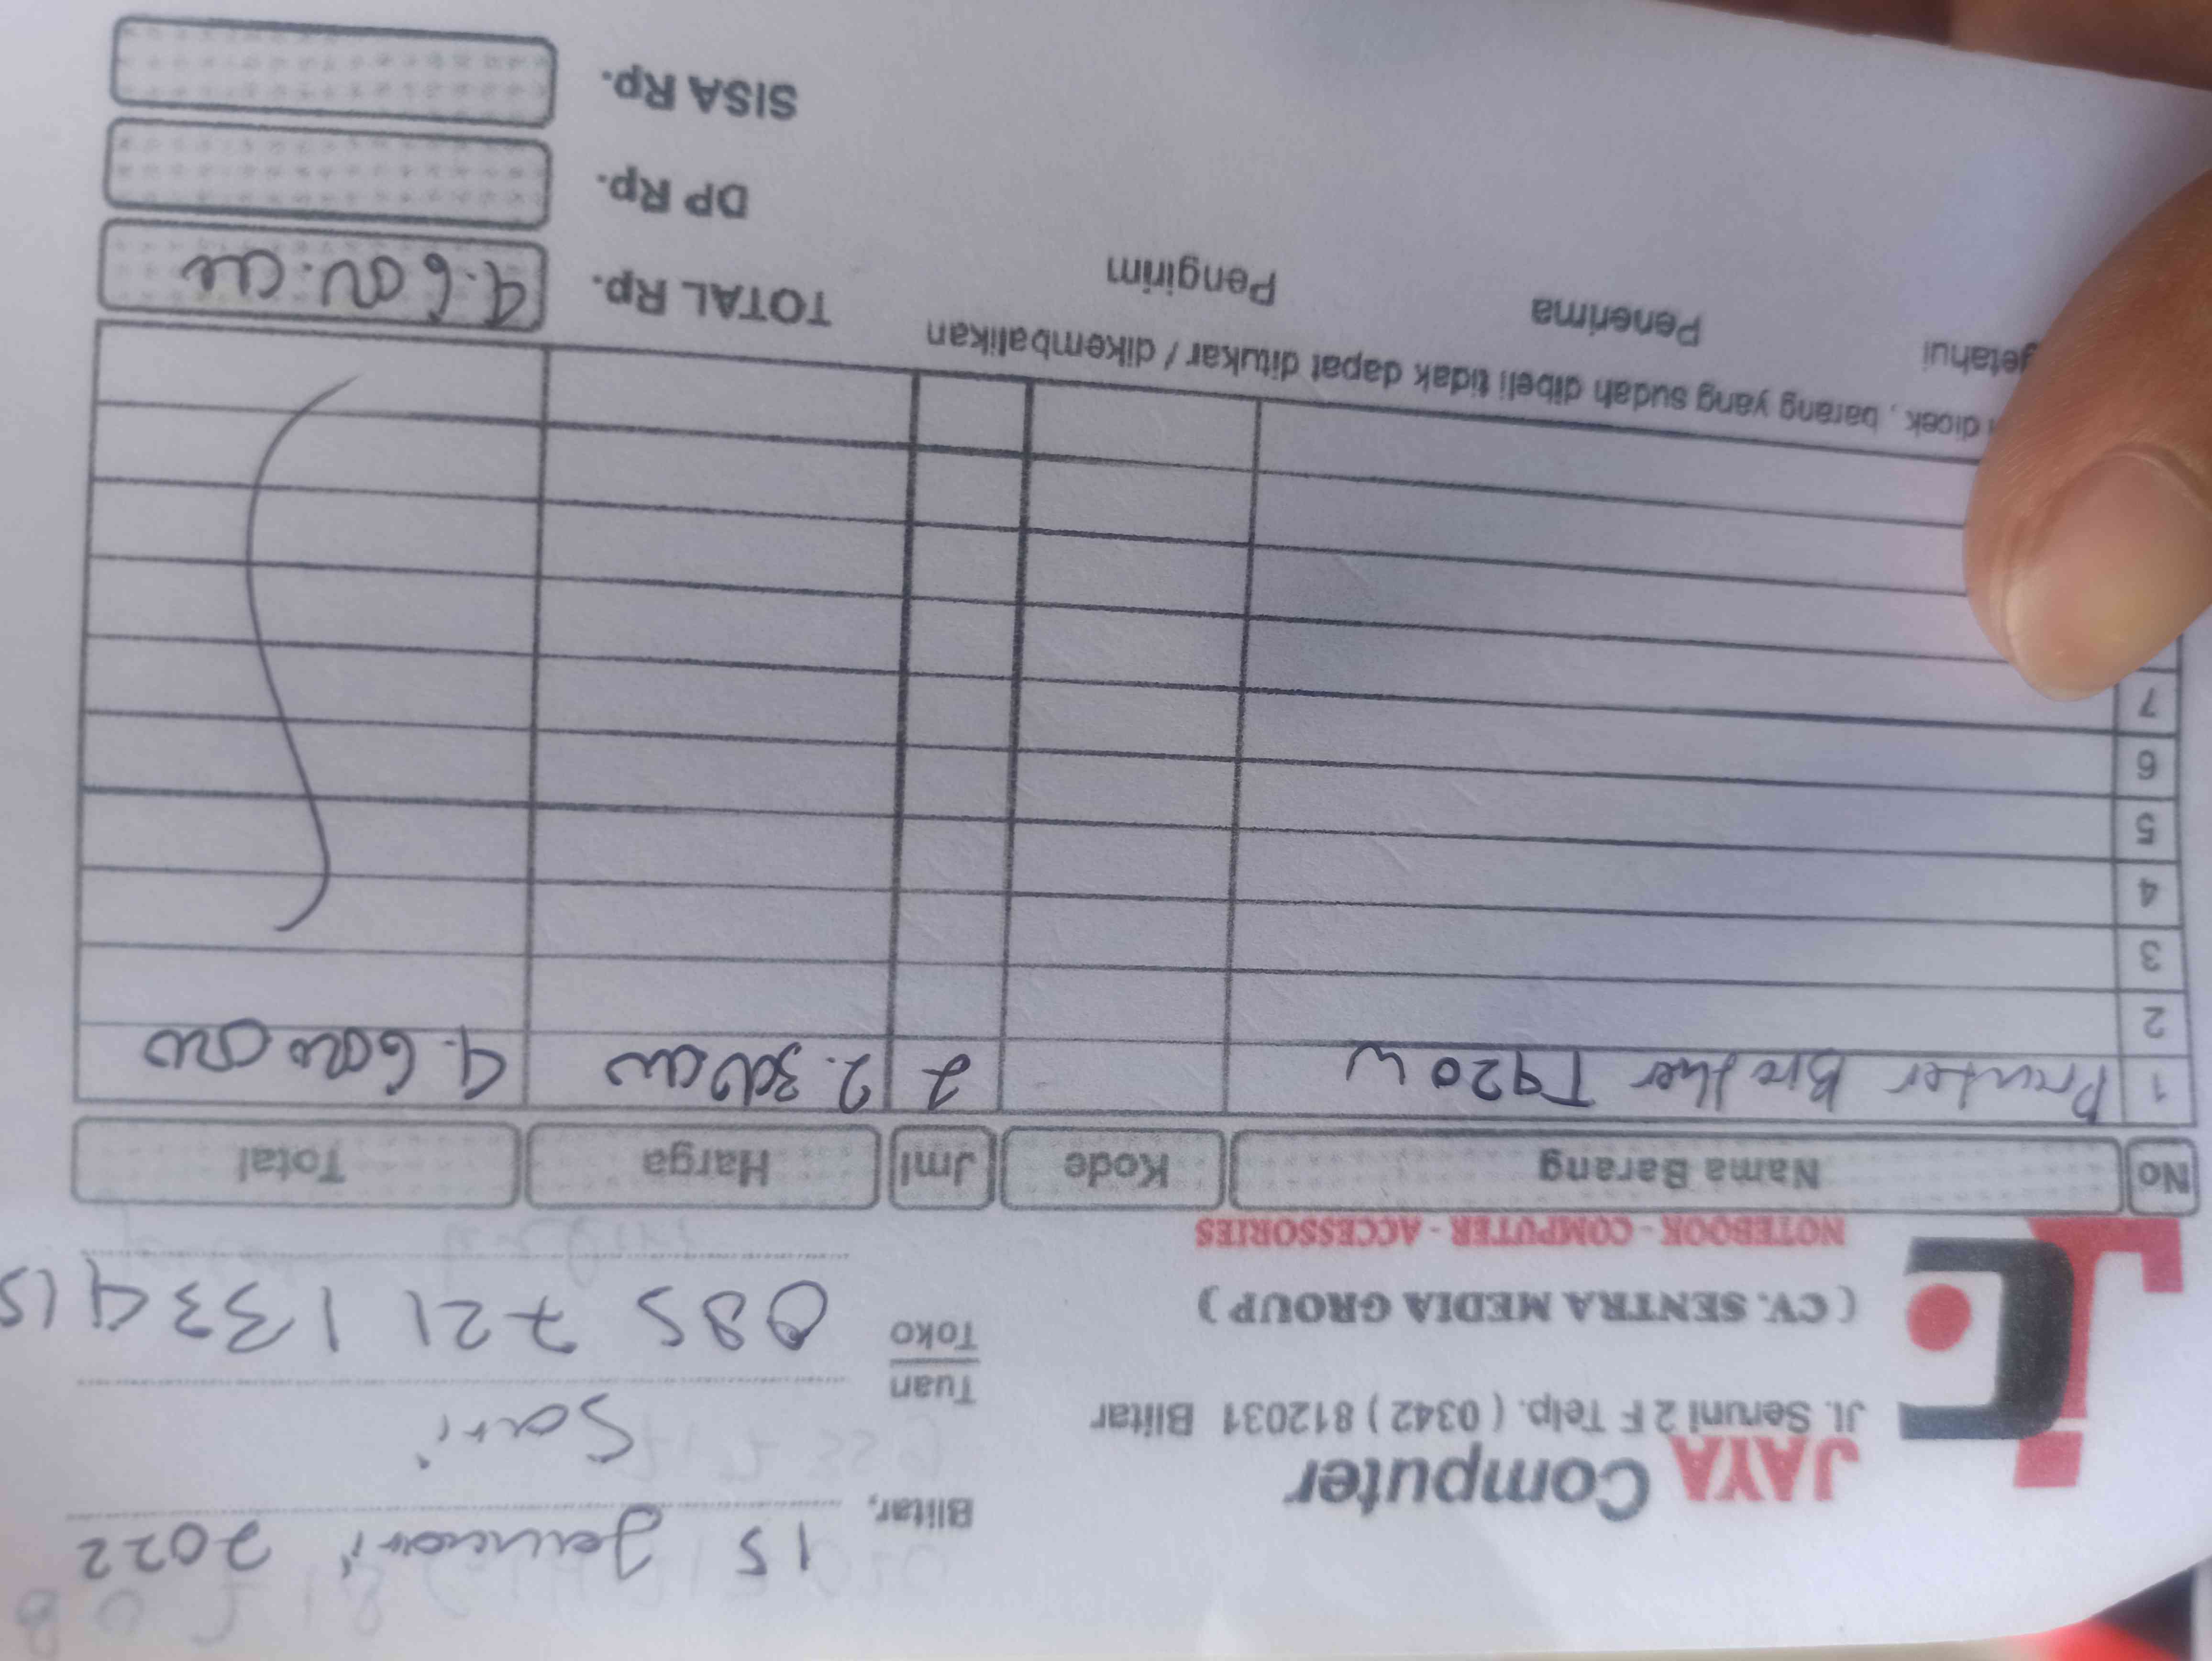 JAYA Computer
Jl. Seruni 2 F Telp. ( 0342 ) 812031 Blitar
( CV. SENTRA MEDIA GROUP )
NOTEBOOK - COMPUTER - ACCESSORIES
Blitar, 15 Januari 2022
Sari
Tuan
Toko
085 721 133 415
No Nama Barang Kode Jml Harga Total
1 Printer Brother T920W 2 2.300.000 4.600.000
2
3
4
5
6
7
dicek, barang yang sudah dibeli tidak dapat ditukar / dikembalikan
getahui Penerima Pengirim
TOTAL Rp. 4.600.000
DP Rp.
SISA Rp.